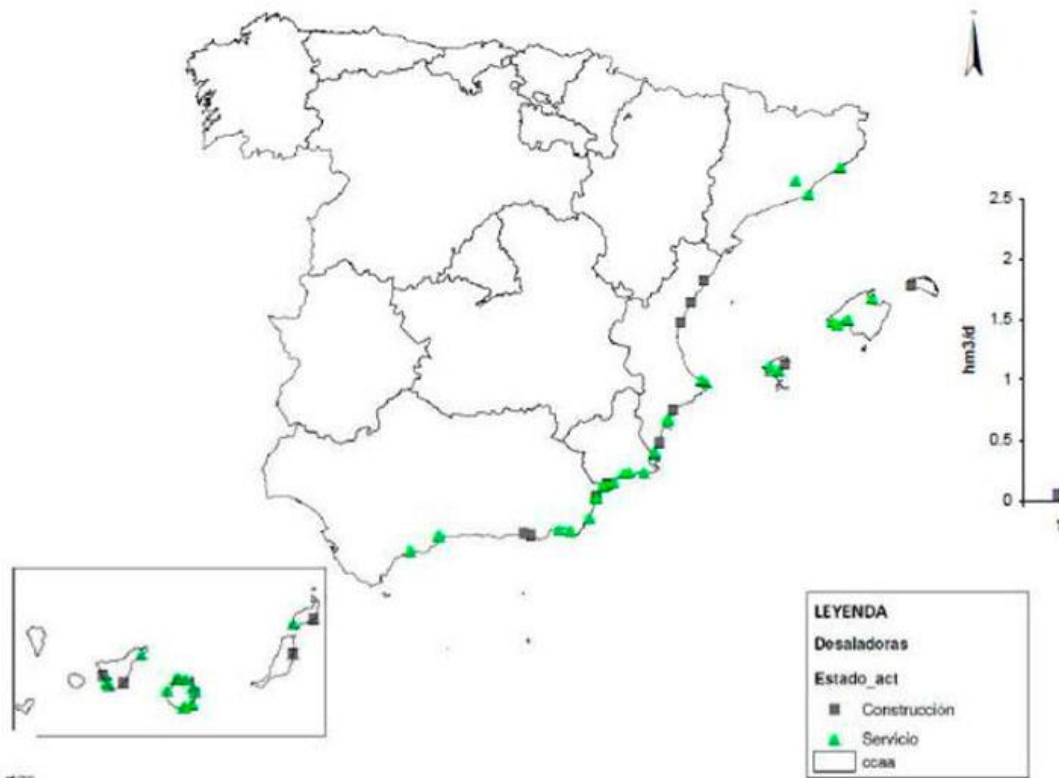 2.5
2
1.5
1
0.5
0
hm3/d
LEYENDA
Desaladoras
Estado_act
Construcción
Servicio
ccaa